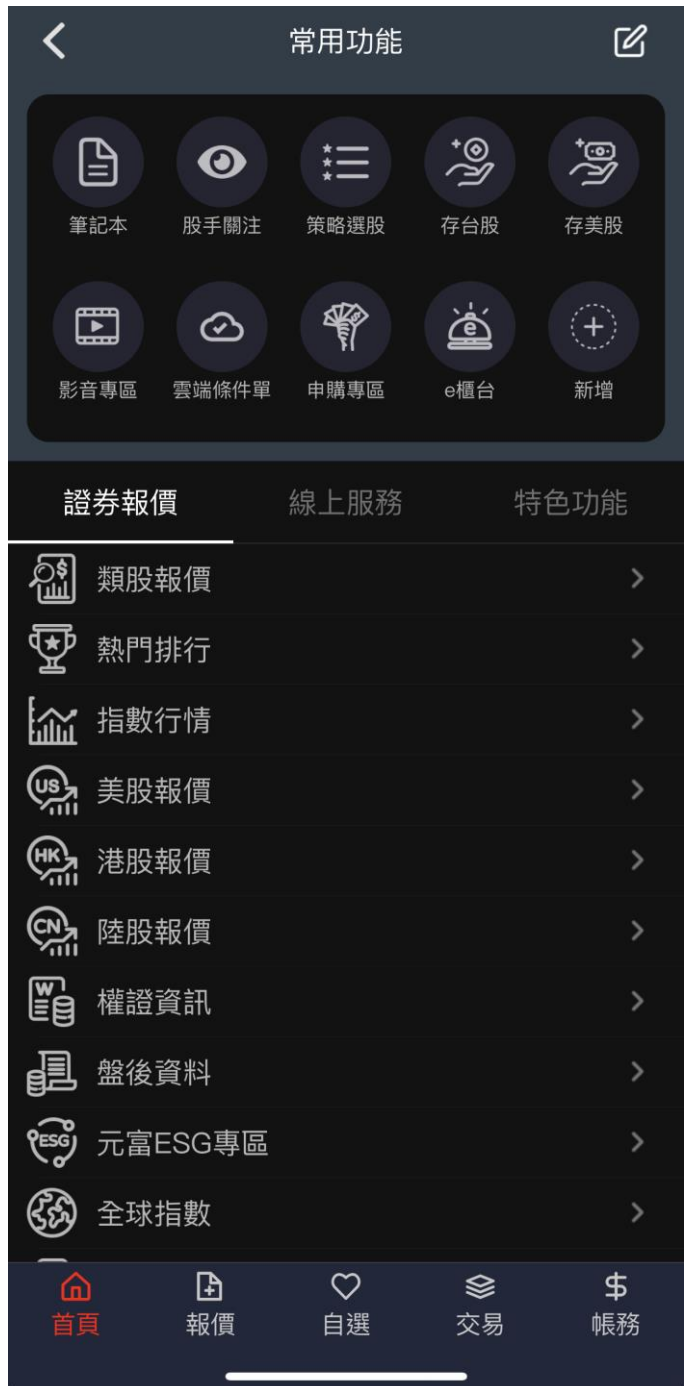 常用功能
筆記本 股手關注 策略選股 存台股 存美股
影音專區 雲端條件單 申購專區 e櫃台 新增
證券報價 線上服務 特色功能
$ 類股報價
熱門排行
指數行情
US 美股報價
HK 港股報價
CN 陸股報價
W 權證資訊
盤後資料
ESG 元富ESG專區
全球指數
首頁 報價 自選 交易 帳務